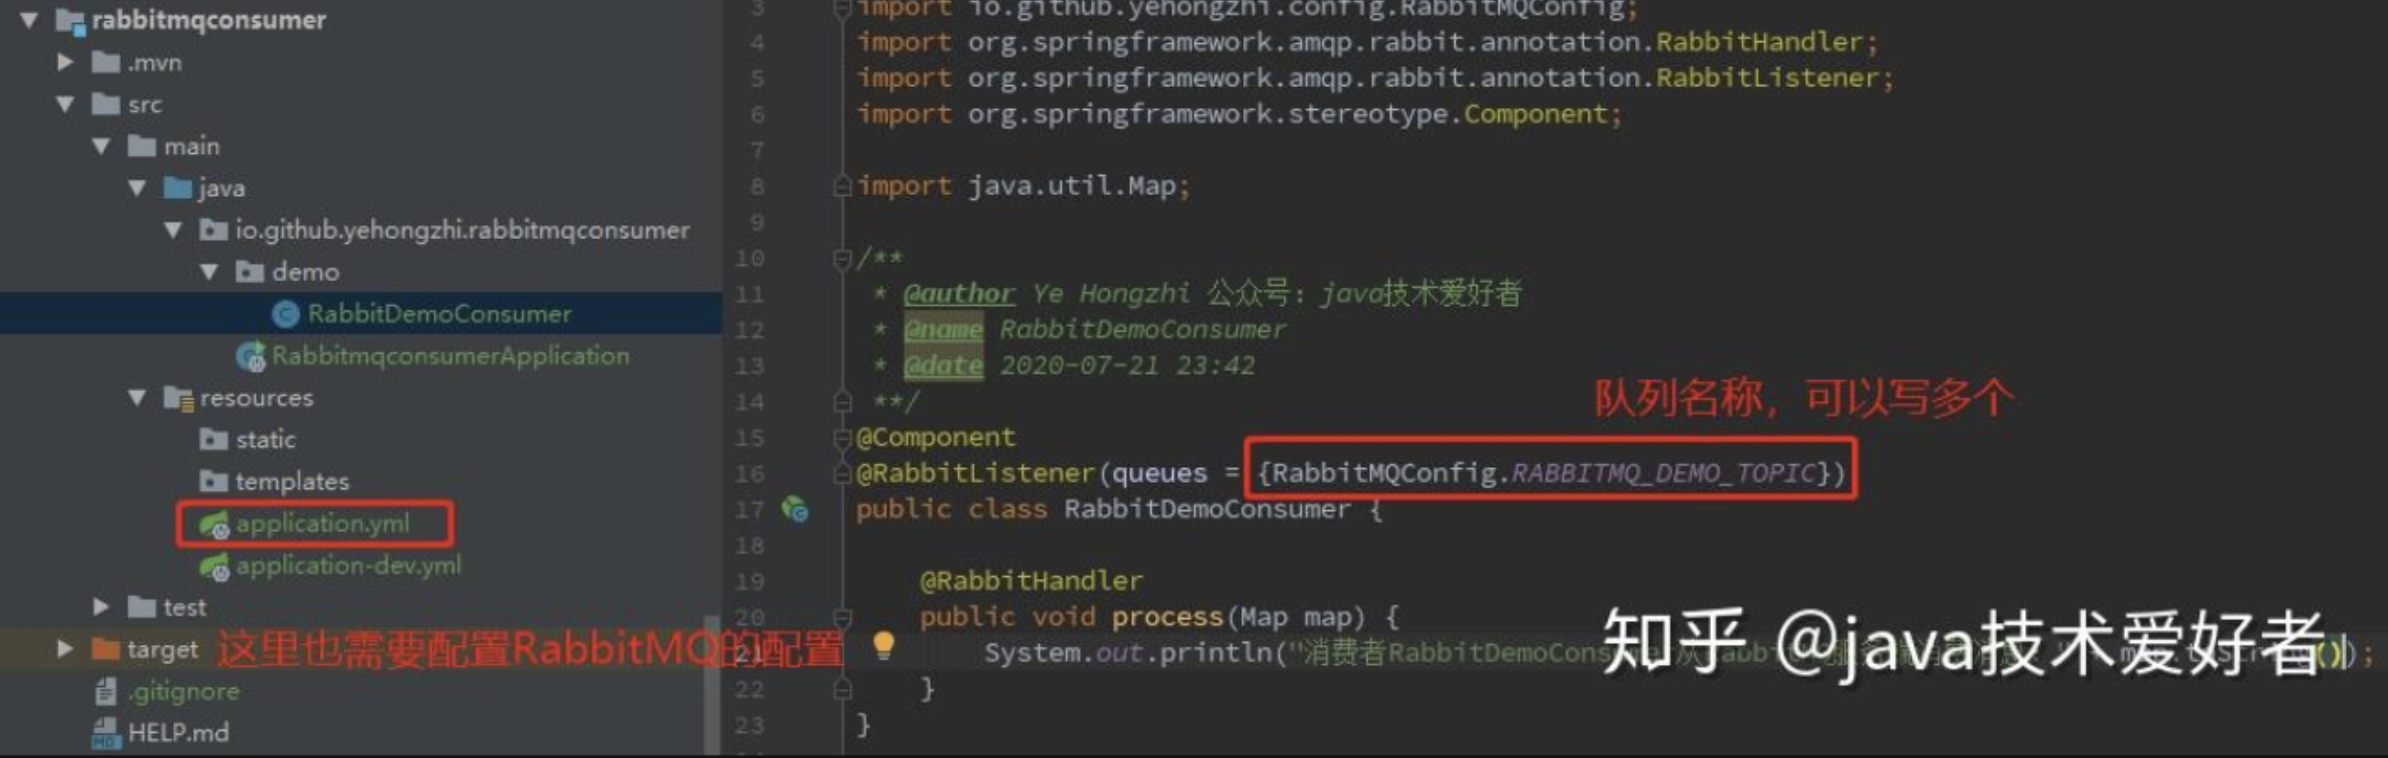 rabbitmqconsumer
.mvn
src
main
java
io.github.yehongzhi.rabbitmqconsumer
demo
RabbitDemoConsumer
RabbitmqconsumerApplication
resources
static
templates
application.yml
application-dev.yml
test
target
这里也需要配置RabbitMQ的配置
.gitignore
HELP.md
3 import io.github.yehongzhi.config.RabbitMQConfig;
4 import org.springframework.amqp.rabbit.annotation.RabbitHandler;
5 import org.springframework.amqp.rabbit.annotation.RabbitListener;
6 import org.springframework.stereotype.Component;
7
8 import java.util.Map;
9
10 /**
11 * @author Ye Hongzhi 公众号：java技术爱好者
12 * @name RabbitDemoConsumer
13 * @date 2020-07-21 23:42
队列名称，可以写多个
14 **/
15 @Component
16 @RabbitListener(queues = {RabbitMQConfig.RABBITMQ_DEMO_TOPIC})
17 public class RabbitDemoConsumer {
18
19 @RabbitHandler
20 public void process(Map map) {
21 System.out.println("消费者RabbitDemoCons
知乎 @java技术爱好者
22 }
23 }